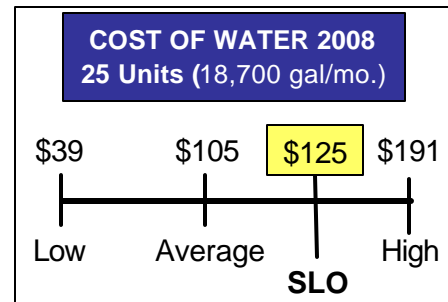 COST OF WATER 2008
25 Units (18,700 gal/mo.)
$39 $105 $125 $191
Low Average High
SLO